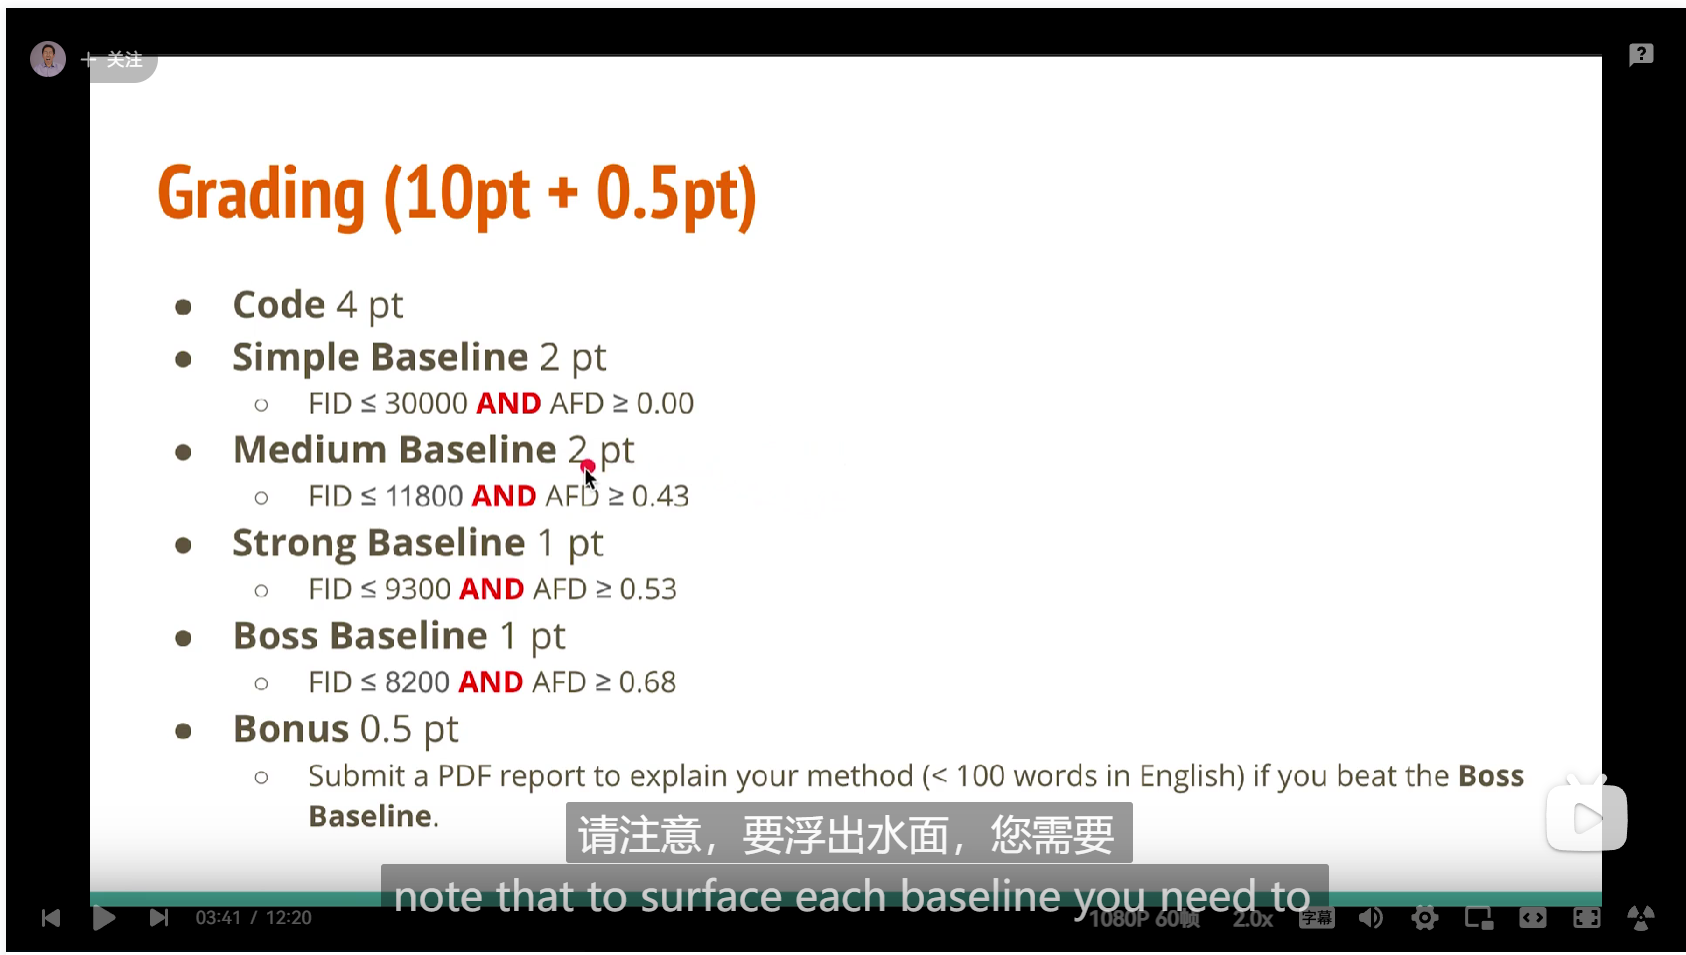 + 关注
?
Grading (10pt + 0.5pt)
● Code 4 pt
● Simple Baseline 2 pt
○ FID ≤ 30000 AND AFD ≥ 0.00
● Medium Baseline 2 pt
○ FID ≤ 11800 AND AFD ≥ 0.43
● Strong Baseline 1 pt
○ FID ≤ 9300 AND AFD ≥ 0.53
● Boss Baseline 1 pt
○ FID ≤ 8200 AND AFD ≥ 0.68
● Bonus 0.5 pt
○ Submit a PDF report to explain your method (< 100 words in English) if you beat the Boss
Baseline.
请注意，要浮出水面，您需要
note that to surface each baseline you need to
03:41 / 12:20
1080P 60帧 2.0x 字幕